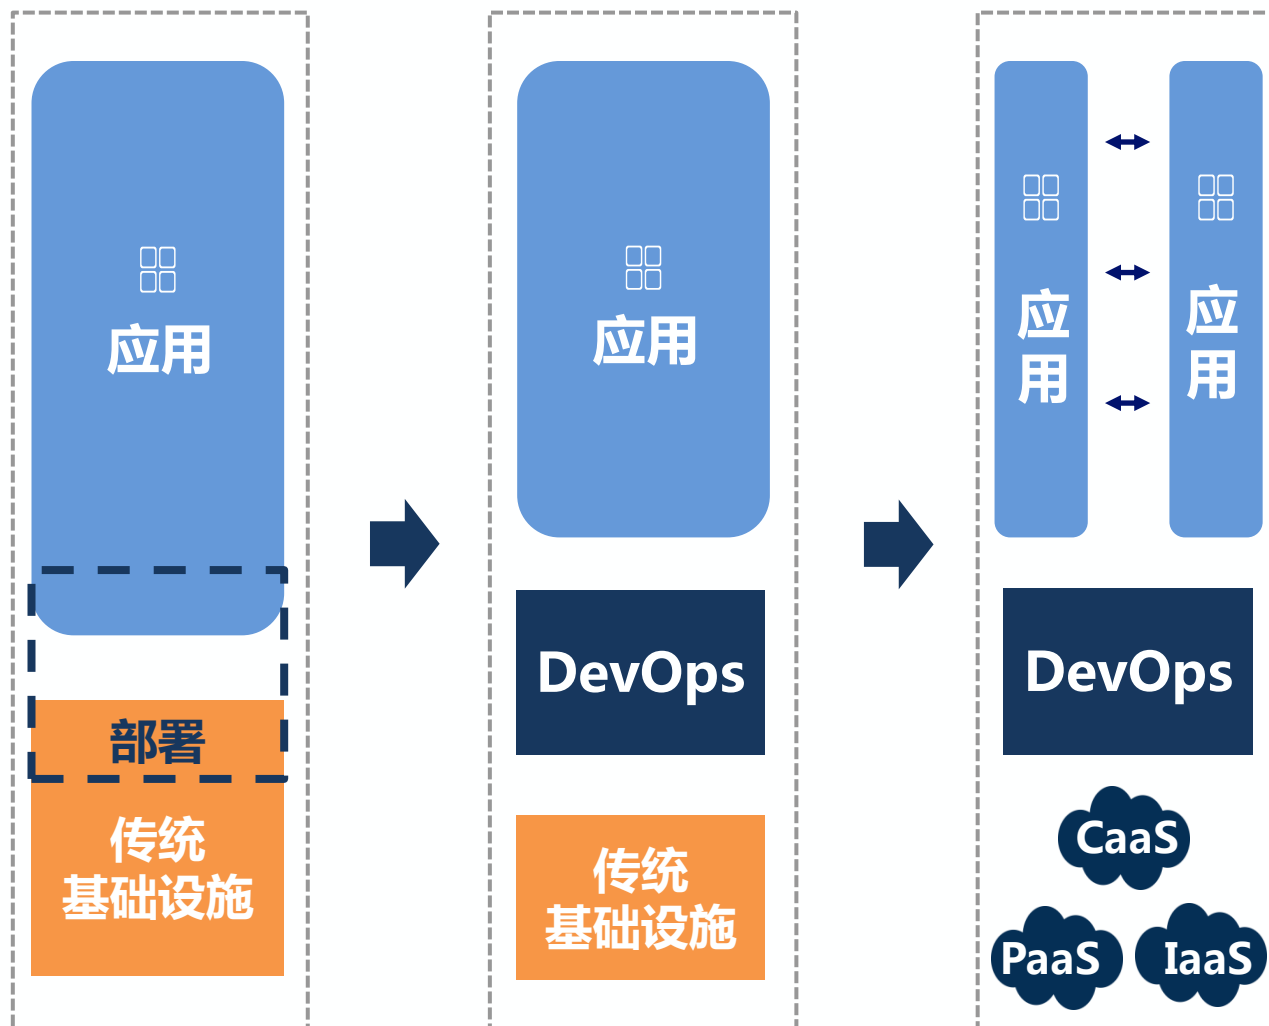 应用
部署
传统
基础设施
应用
DevOps
传统
基础设施
应
用
应
用
DevOps
CaaS
PaaS
IaaS